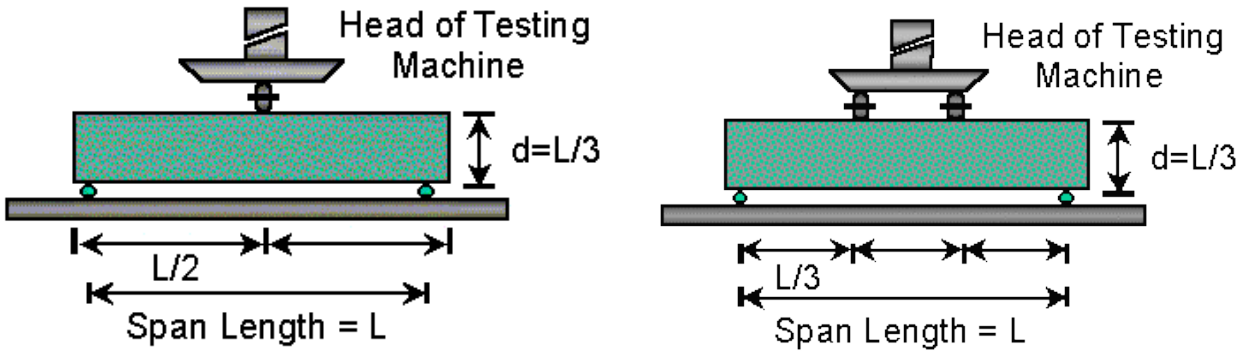 Head of Testing
Machine
d=L/3
L/2
Span Length = L
Head of Testing
Machine
d=L/3
L/3
Span Length = L